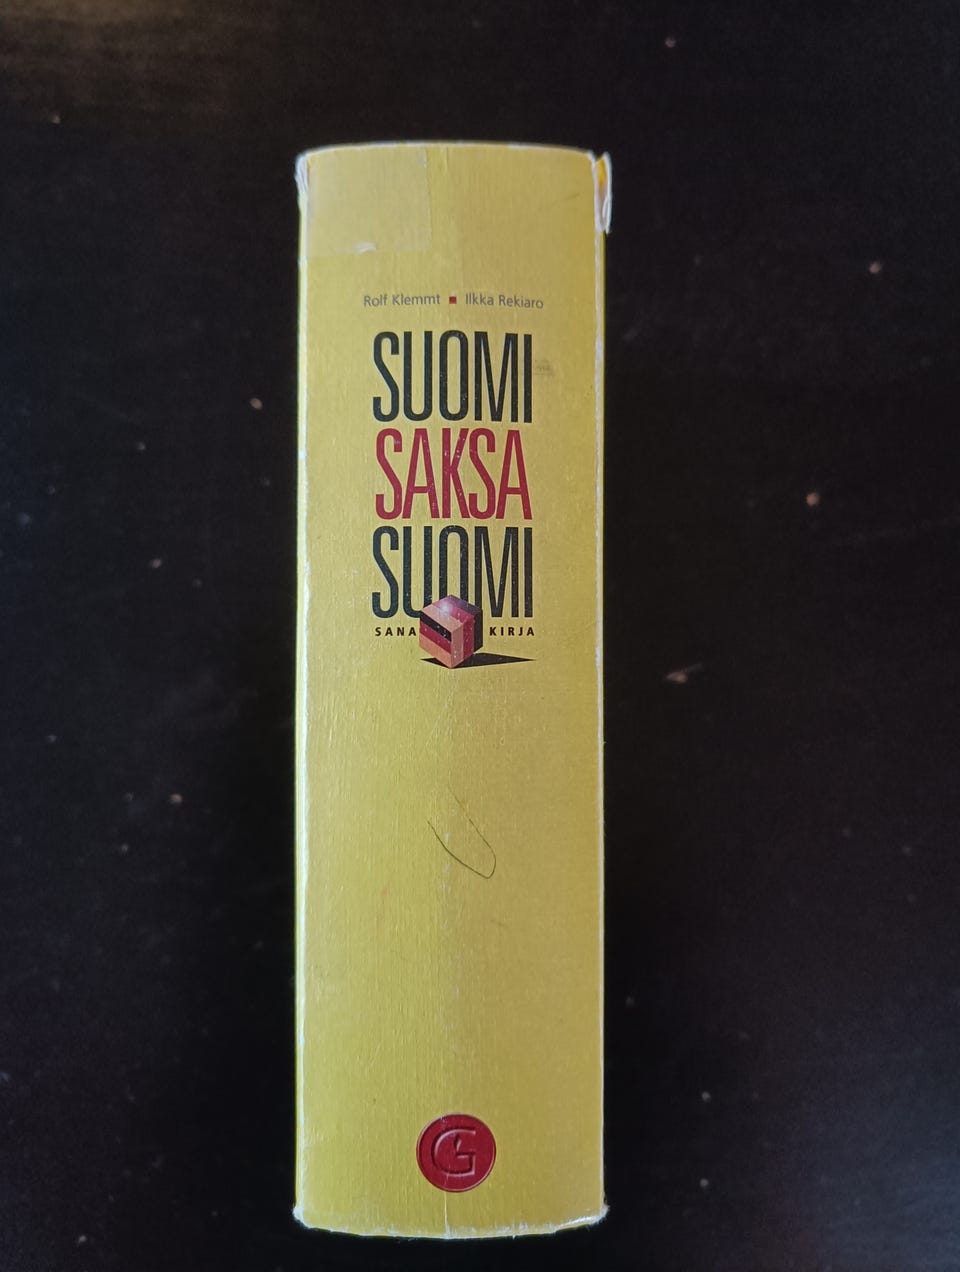 Rolf Klemmt ▪ Ilkka Rekiaro
SUOMI
SAKSA
SUOMI
SANA KIRJA
G